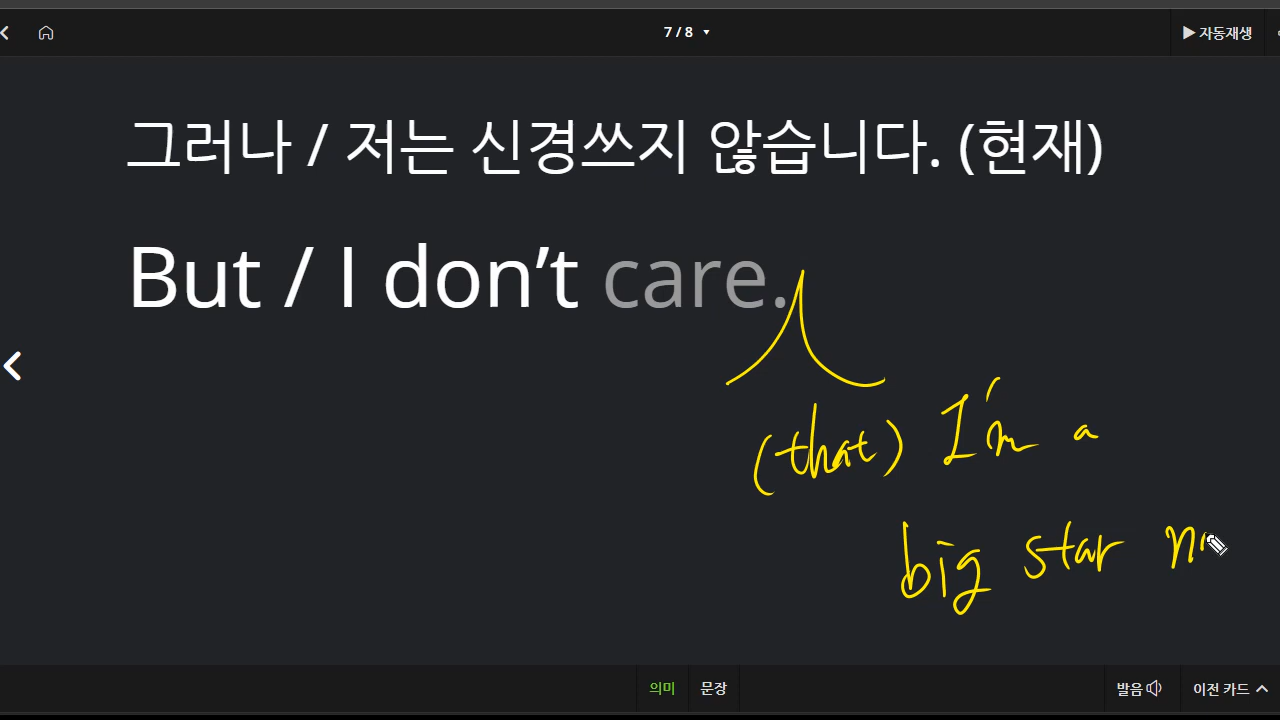 7 / 8
자동재생
그러나 / 저는 신경쓰지 않습니다. (현재)
But / I don’t care.
(that) I'm a
big star
의미 문장 발음 이전 카드